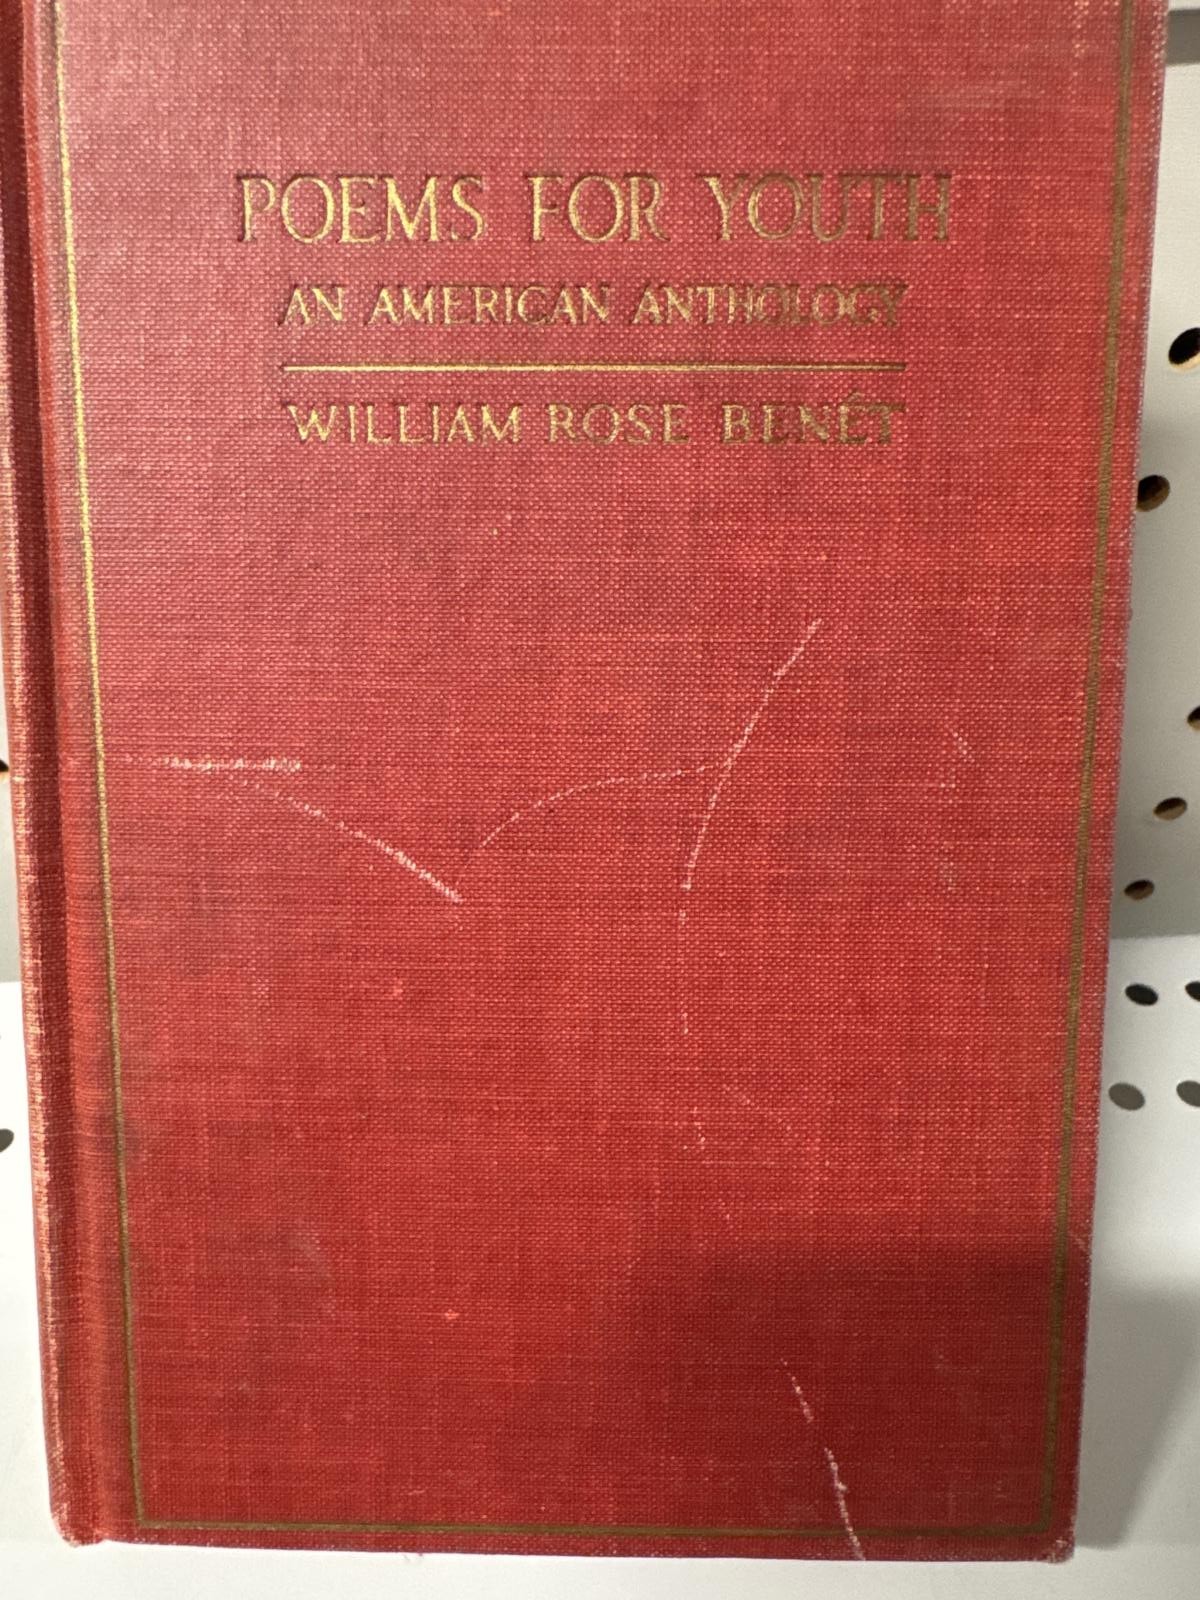 POEMS FOR YOUTH
AN AMERICAN ANTHOLOGY
WILLIAM ROSE BENÉT